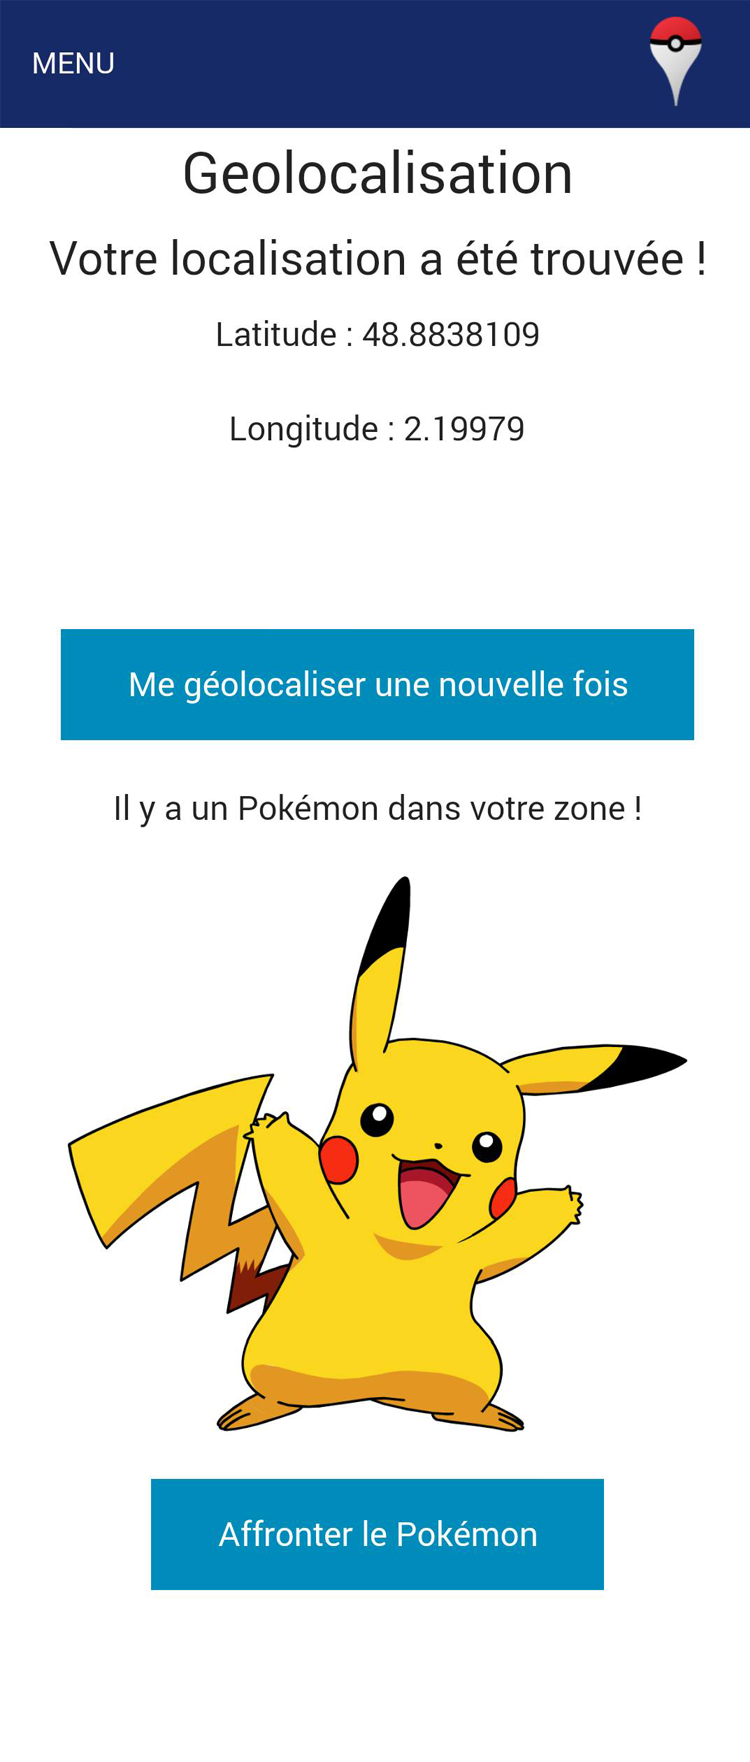 MENU
Geolocalisation
Votre localisation a été trouvée !
Latitude : 48.8838109
Longitude : 2.19979
Me géolocaliser une nouvelle fois
Il y a un Pokémon dans votre zone !
Affronter le Pokémon